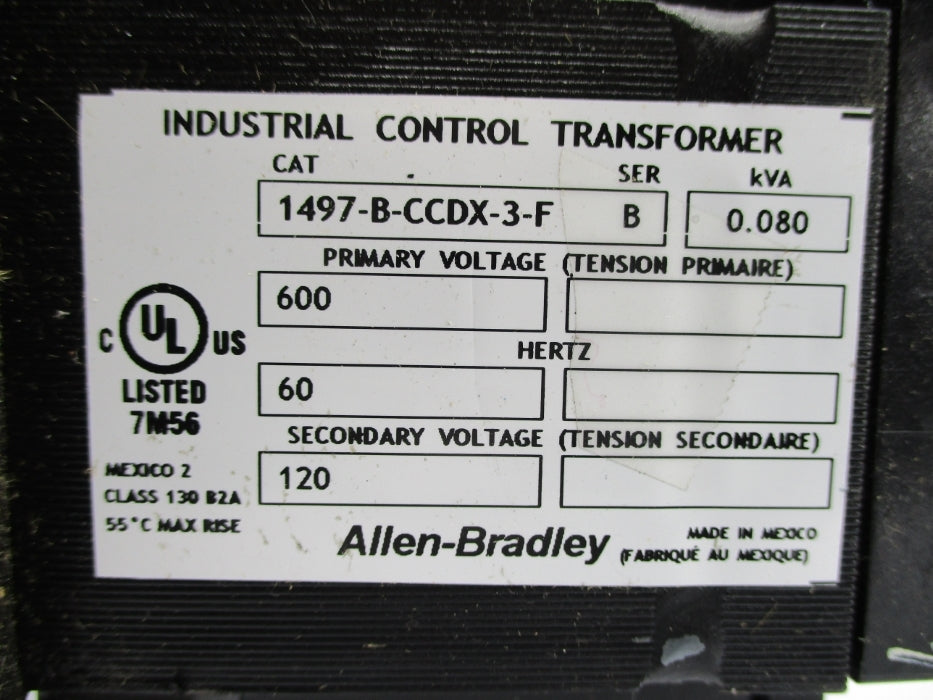 INDUSTRIAL CONTROL TRANSFORMER
CAT SER kVA
1497-B-CCDX-3-F B 0.080
PRIMARY VOLTAGE (TENSION PRIMAIRE)
600
HERTZ
60
SECONDARY VOLTAGE (TENSION SECONDAIRE)
120
C UL US
LISTED
7M56
MEXICO 2
CLASS 130 B2A
55°C MAX RISE
Allen-Bradley
MADE IN MEXICO
(FABRIQUÉ AU MEXIQUE)